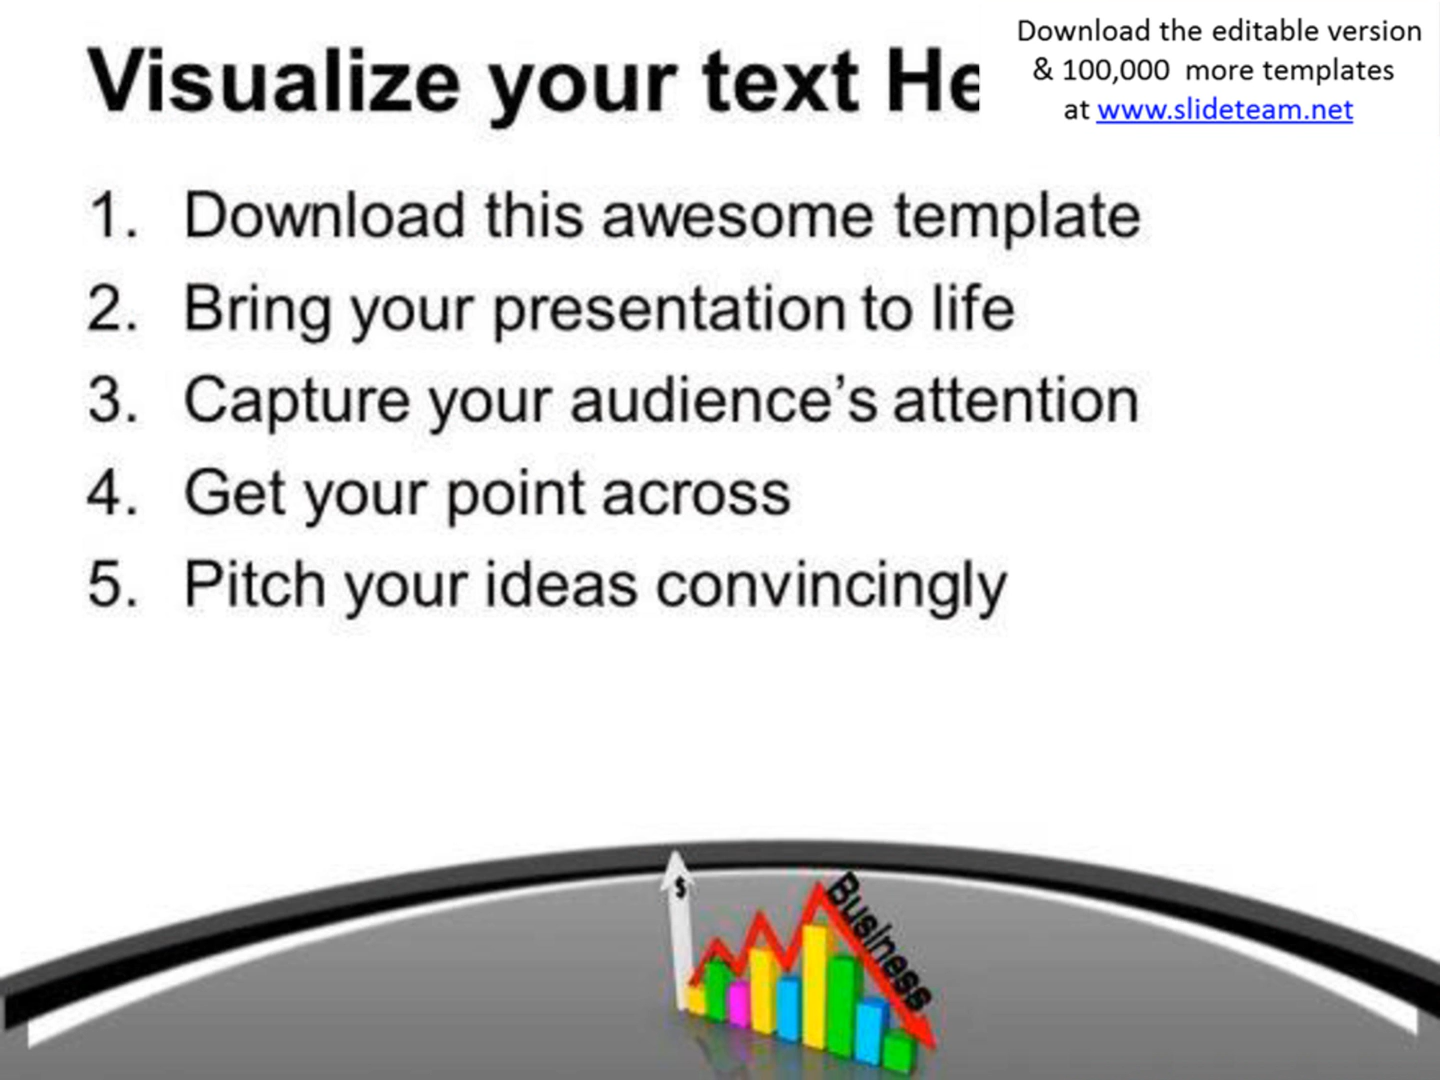 Visualize your text He
Download the editable version
& 100,000 more templates
at www.slideteam.net
1. Download this awesome template
2. Bring your presentation to life
3. Capture your audience’s attention
4. Get your point across
5. Pitch your ideas convincingly
$
Business